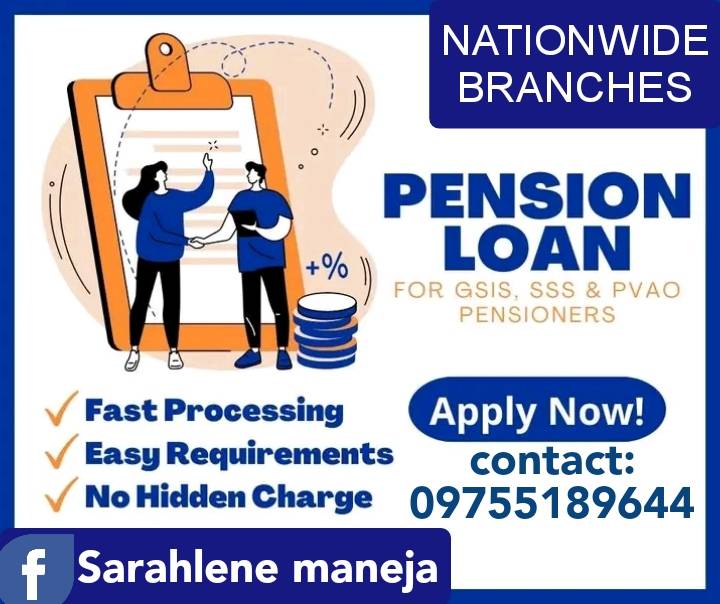 NATIONWIDE
BRANCHES
PENSION
LOAN
FOR GSIS, SSS & PVAO
PENSIONERS
+%
✓ Fast Processing
✓ Easy Requirements
✓ No Hidden Charge
Apply Now!
contact:
09755189644
f Sarahlene maneja